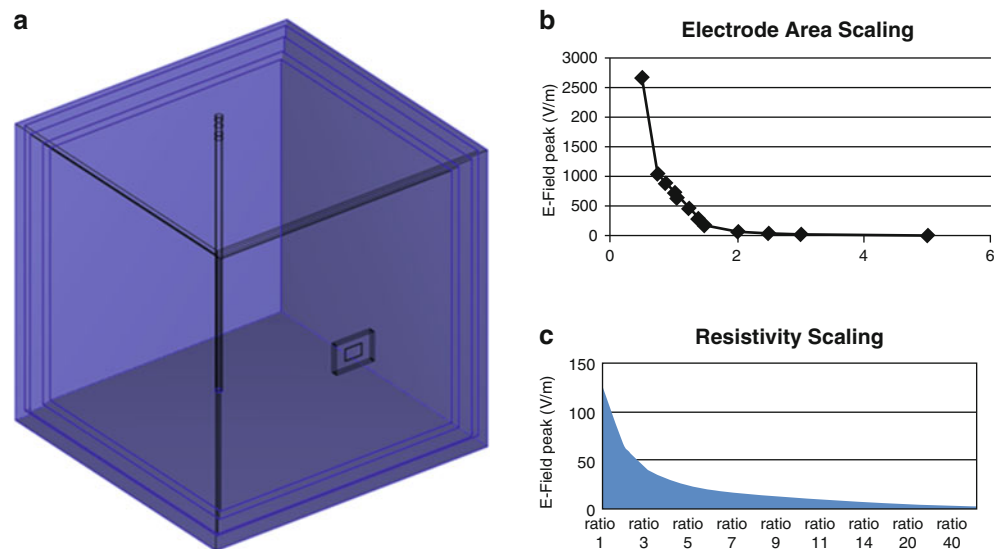 a
b
Electrode Area Scaling
E-Field peak (V/m)
3000
2500
200
1500
1000
500
0
0
2
4
6
c
Resistivity Scaling
E-Field peak (V/m)
150
100
50
0
ratio 1
ratio 3
ratio 5
ratio 7
ratio 9
ratio 11
ratio 14
ratio 20
ratio 40